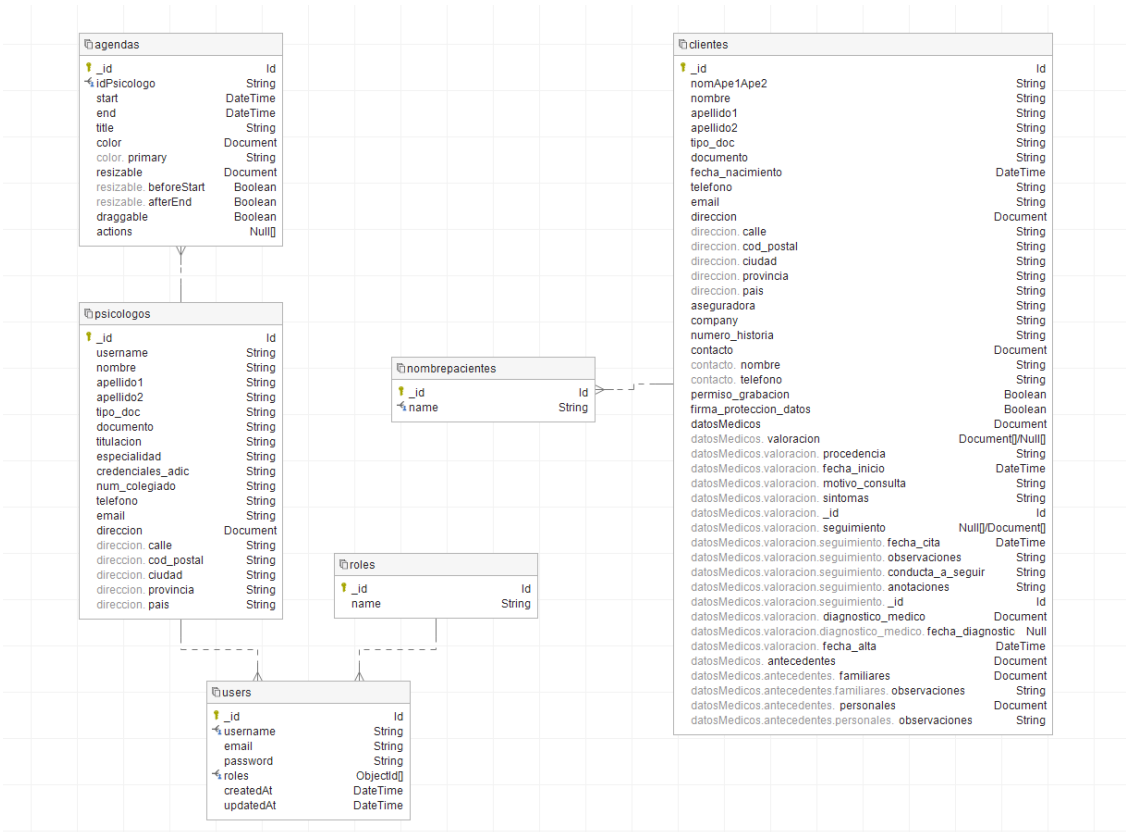 agendas
_id Id
idPsicologo String
start DateTime
end DateTime
title String
color Document
color. primary String
resizable Document
resizable. beforeStart Boolean
resizable. afterEnd Boolean
draggable Boolean
actions Null[]
psicologos
_id Id
username String
nombre String
apellido1 String
apellido2 String
tipo_doc String
documento String
titulacion String
especialidad String
credenciales_adic String
num_colegiado String
telefono String
email String
direccion Document
direccion. calle String
direccion. cod_postal String
direccion. ciudad String
direccion. provincia String
direccion. pais String
nombrepacientes
_id Id
name String
roles
_id Id
name String
users
_id Id
username String
email String
password String
roles ObjectId[]
createdAt DateTime
updatedAt DateTime
clientes
_id Id
nomApe1Ape2 String
nombre String
apellido1 String
apellido2 String
tipo_doc String
documento String
fecha_nacimiento DateTime
telefono String
email String
direccion Document
direccion. calle String
direccion. cod_postal String
direccion. ciudad String
direccion. provincia String
direccion. pais String
aseguradora String
company String
numero_historia String
contacto Document
contacto. nombre String
contacto. telefono String
permiso_grabacion Boolean
firma_proteccion_datos Boolean
datosMedicos Document
datosMedicos. valoracion Document[]/Null[]
datosMedicos.valoracion. procedencia String
datosMedicos.valoracion. fecha_inicio DateTime
datosMedicos.valoracion. motivo_consulta String
datosMedicos.valoracion. sintomas String
datosMedicos.valoracion. _id Id
datosMedicos.valoracion. seguimiento Null[]/Document[]
datosMedicos.valoracion.seguimiento. fecha_cita DateTime
datosMedicos.valoracion.seguimiento. observaciones String
datosMedicos.valoracion.seguimiento. conducta_a_seguir String
datosMedicos.valoracion.seguimiento. anotaciones String
datosMedicos.valoracion.seguimiento. _id Id
datosMedicos.valoracion. diagnostico_medico Document
datosMedicos.valoracion.diagnostico_medico. fecha_diagnostic Null
datosMedicos.valoracion. fecha_alta DateTime
datosMedicos. antecedentes Document
datosMedicos.antecedentes. familiares Document
datosMedicos.antecedentes.familiares. observaciones String
datosMedicos.antecedentes. personales Document
datosMedicos.antecedentes.personales. observaciones String